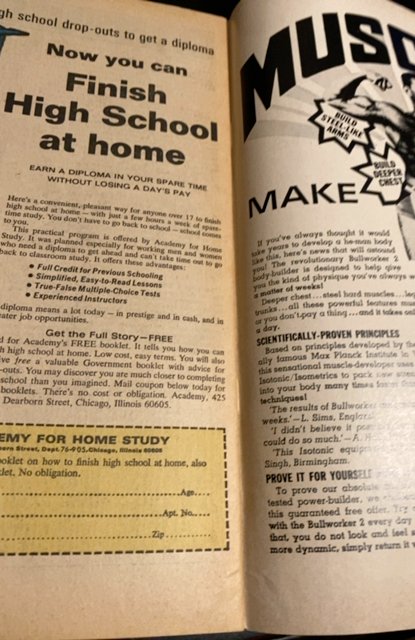 gh school drop-outs to get a diploma
Now you can
Finish
High School
at home
EARN A DIPLOMA IN YOUR SPARE TIME
WITHOUT LOSING A DAY'S PAY
Here's a convenient, pleasant way for anyone over 17 to finish
high school at home — with just a few hours a week of spare-
time study. You don't have to go back to school — school comes
to you.
This practical program is offered by Academy for Home
Study. It was planned especially for working men and women
who need a diploma to get ahead and can't take time out to go
back to classroom study. It offers these advantages:
• Full Credit for Previous Schooling
• Simplified, Easy-to-Read Lessons
• True-False Multiple-Choice Tests
• Experienced Instructors
diploma means a lot today — in prestige and in cash, and in
ater job opportunities.
Get the Full Story—FREE
d for Academy's FREE booklet. It tells you how you can
h high school at home. Low cost, easy terms. You will also
ive free a valuable Government booklet with advice for
-outs. You may discover you are much closer to completing
school than you imagined. Mail coupon below today for
booklets. There's no cost or obligation. Academy, 425
Dearborn Street, Chicago, Illinois 60605.
EMY FOR HOME STUDY
born Street, Dept. 76-905, Chicago, Illinois 60605
ooklet on how to finish high school at home, also
let. No obligation.
Age
Apt. No.
Zip
MUSC
BUILD
STEEL-LIKE
ARMS
BUILD
DEEPER
CHEST
MAKE
If you've always thought it would
take years to develop a he-man body
like this, here's news that will astound
you! The revolutionary Bullworker 2
body-builder is designed to help give
you the kind of physique you've always w
a matter of weeks!
Deeper chest...steel hard muscles...le
trunks...all these powerful features mu
or you don't pay a thing...and it takes onl
a day.
SCIENTIFICALLY-PROVEN PRINCIPLES
Based on principles developed by th
ally famous Max Planck Institute in
this sensational muscle-developer uses
Isotonic/Isometrics to pack new
into your body many times faster
techniques!
'The results of Bullworker
weeks.'—L. Sims, England
'I didn't believe it
could do so much.'—A. H
'This Isotonic equip
Singh, Birmingham.
PROVE IT FOR YOURSELF
To prove our absolute
tested power-builder, we
this guaranteed free offer. Try
with the Bullworker 2 every day
that, you do not look and feel
more dynamic, simply return it